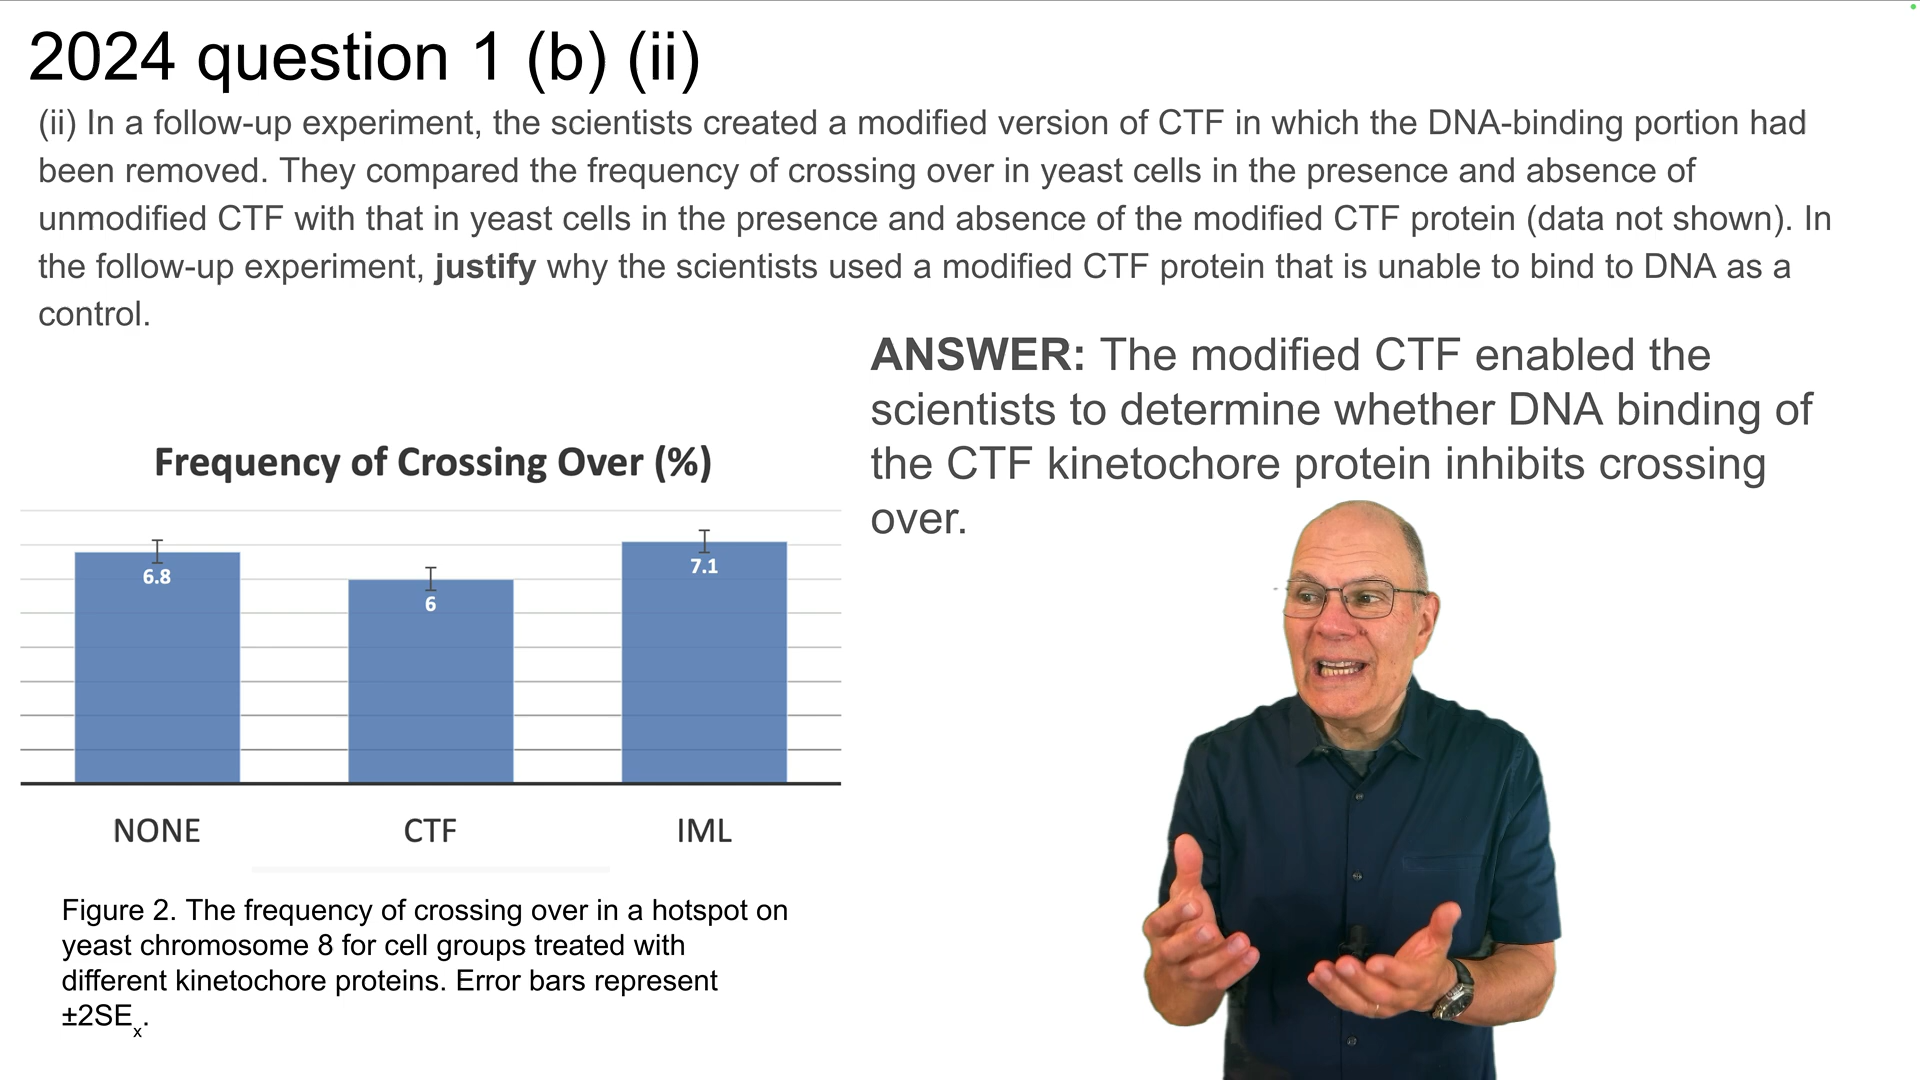 2024 question 1 (b) (ii)
(ii) In a follow-up experiment, the scientists created a modified version of CTF in which the DNA-binding portion had
been removed. They compared the frequency of crossing over in yeast cells in the presence and absence of
unmodified CTF with that in yeast cells in the presence and absence of the modified CTF protein (data not shown). In
the follow-up experiment, justify why the scientists used a modified CTF protein that is unable to bind to DNA as a
control.
ANSWER: The modified CTF enabled the
scientists to determine whether DNA binding of
the CTF kinetochore protein inhibits crossing
over.
Frequency of Crossing Over (%)
6.8
6
7.1
NONE
CTF
IML
Figure 2. The frequency of crossing over in a hotspot on
yeast chromosome 8 for cell groups treated with
different kinetochore proteins. Error bars represent
±2SEx.